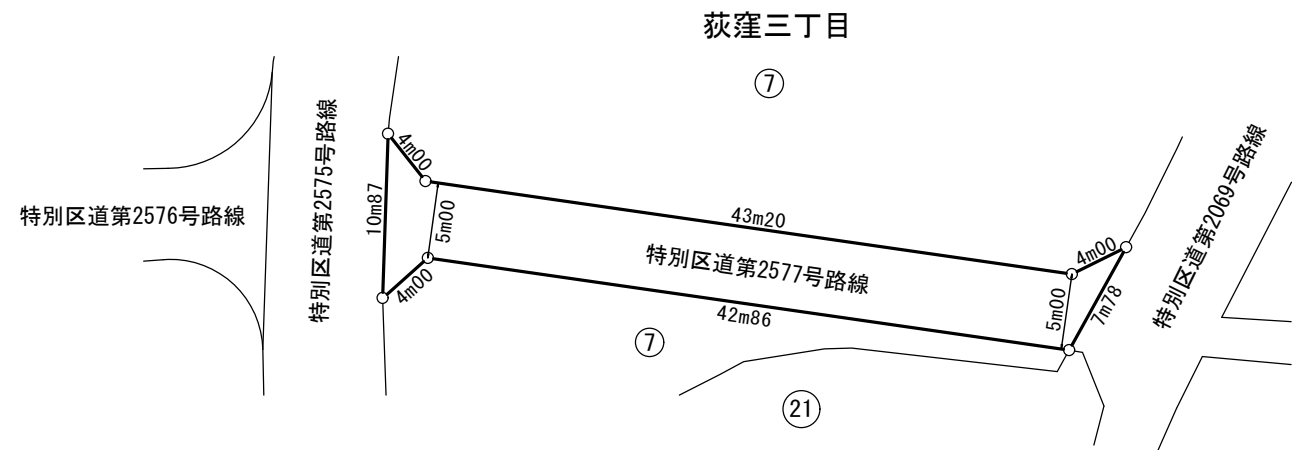 荻窪三丁目
⑦
特別区道第2576号路線
特別区道第2575号路線
10m87
4m00
5m00
4m00
43m20
特別区道第2577号路線
42m86
4m00
5m00
7m78
特別区道第2069号路線
⑦
㉑